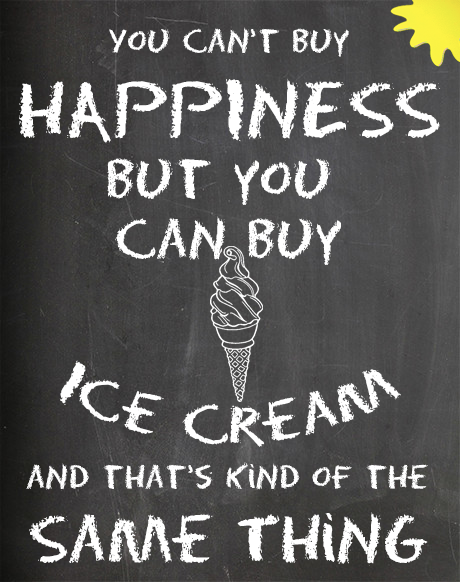 YOU CAN'T BUY
HAPPINESS
BUT YOU
CAN BUY
ICE CREAM
AND THAT'S KiND OF THE
SAME THiNG